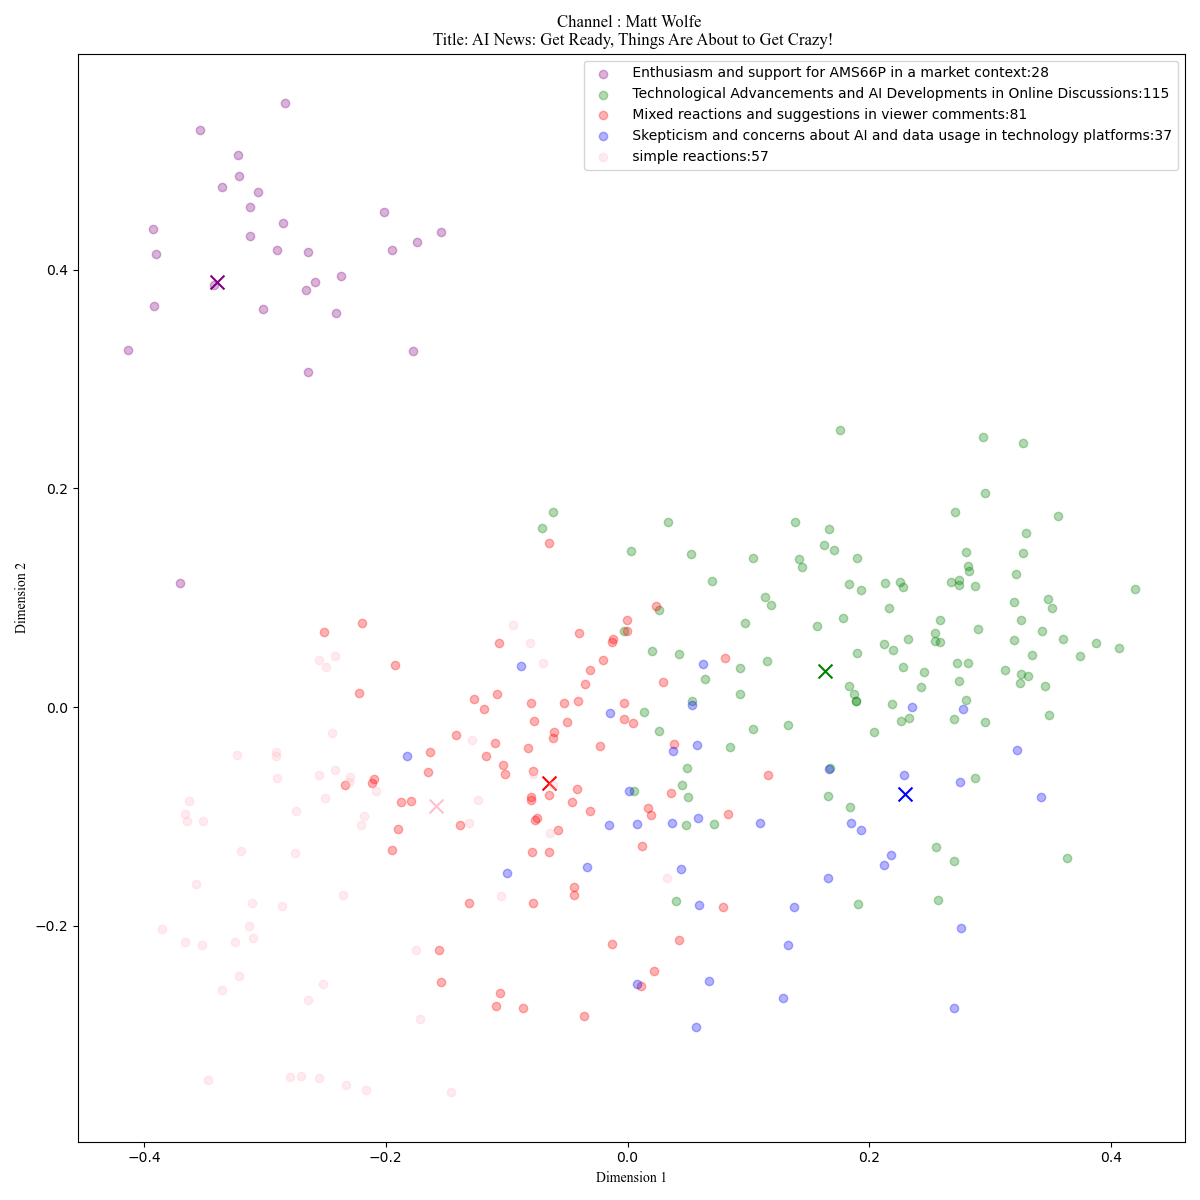 Channel : Matt Wolfe
Title: AI News: Get Ready, Things Are About to Get Crazy!
Enthusiasm and support for AMS66P in a market context:28
Technological Advancements and AI Developments in Online Discussions:115
Mixed reactions and suggestions in viewer comments:81
Skepticism and concerns about AI and data usage in technology platforms:37
simple reactions:57
0.4
0.2
0.0
−0.2
Dimension 2
−0.4
−0.2
0.0
0.2
0.4
Dimension 1